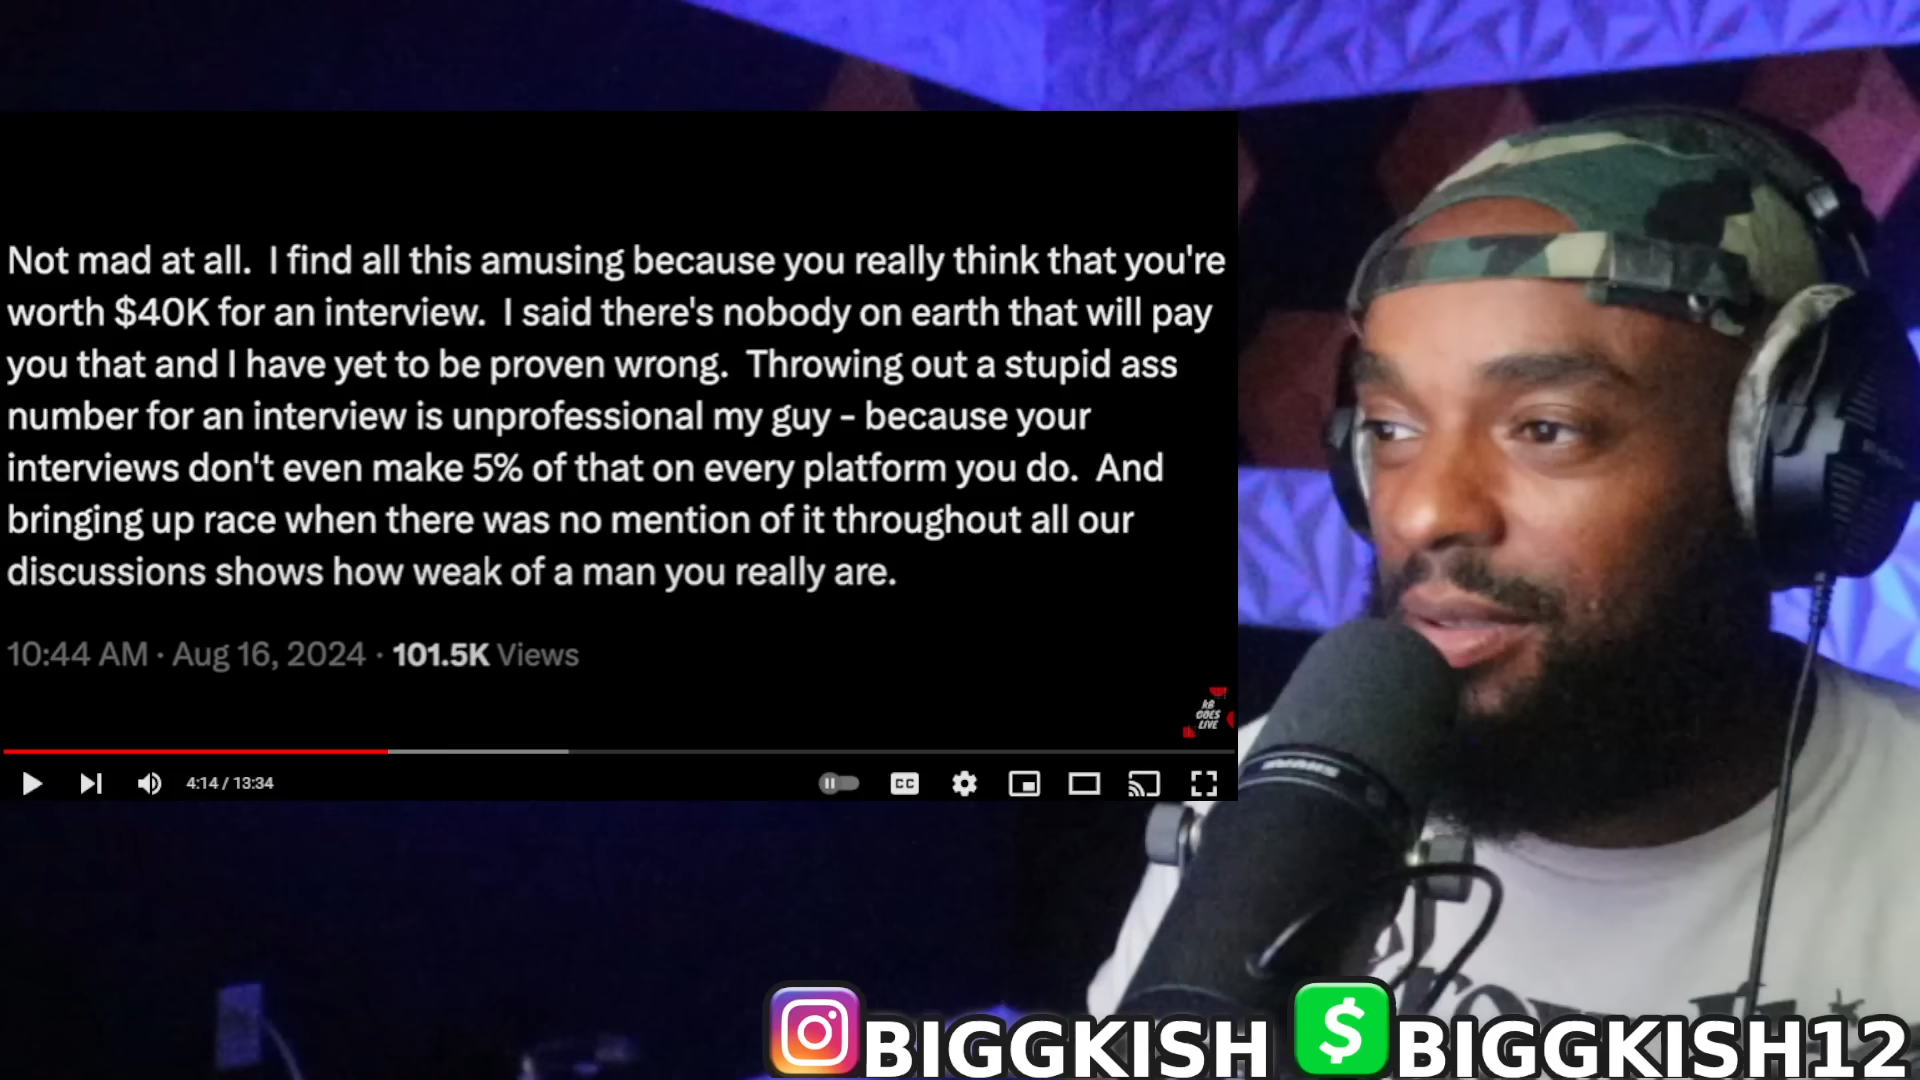 Not mad at all.  I find all this amusing because you really think that you're
worth $40K for an interview.  I said there's nobody on earth that will pay
you that and I have yet to be proven wrong.  Throwing out a stupid ass
number for an interview is unprofessional my guy - because your
interviews don't even make 5% of that on every platform you do.  And
bringing up race when there was no mention of it throughout all our
discussions shows how weak of a man you really are.
10:44 AM · Aug 16, 2024 · 101.5K Views
KB
GOES
LIVE
4:14 / 13:34
CC
BIGGKISH
$
BIGGKISH12